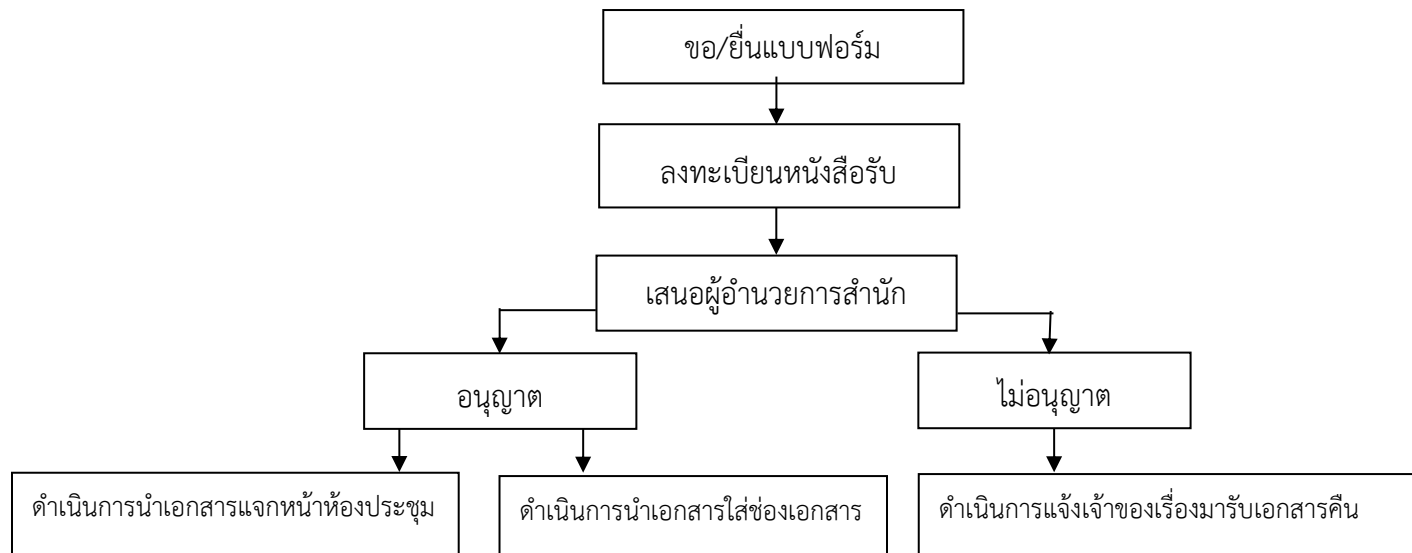 ขอ/ยื่นแบบฟอร์ม
ลงทะเบียนหนังสือรับ
เสนอผู้อำนวยการสำนัก
อนุญาต
ไม่อนุญาต
ดำเนินการนำเอกสารแจกหน้าห้องประชุม
ดำเนินการนำเอกสารใส่ช่องเอกสาร
ดำเนินการแจ้งเจ้าของเรื่องมารับเอกสารคืน